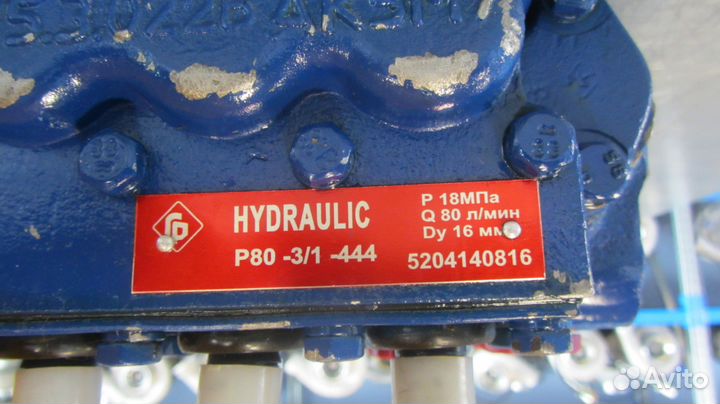 HYDRAULIC
P80 -3/1 -444
P 18МПа
Q 80 л/мин
Dy 16 мм
5204140816
Avito